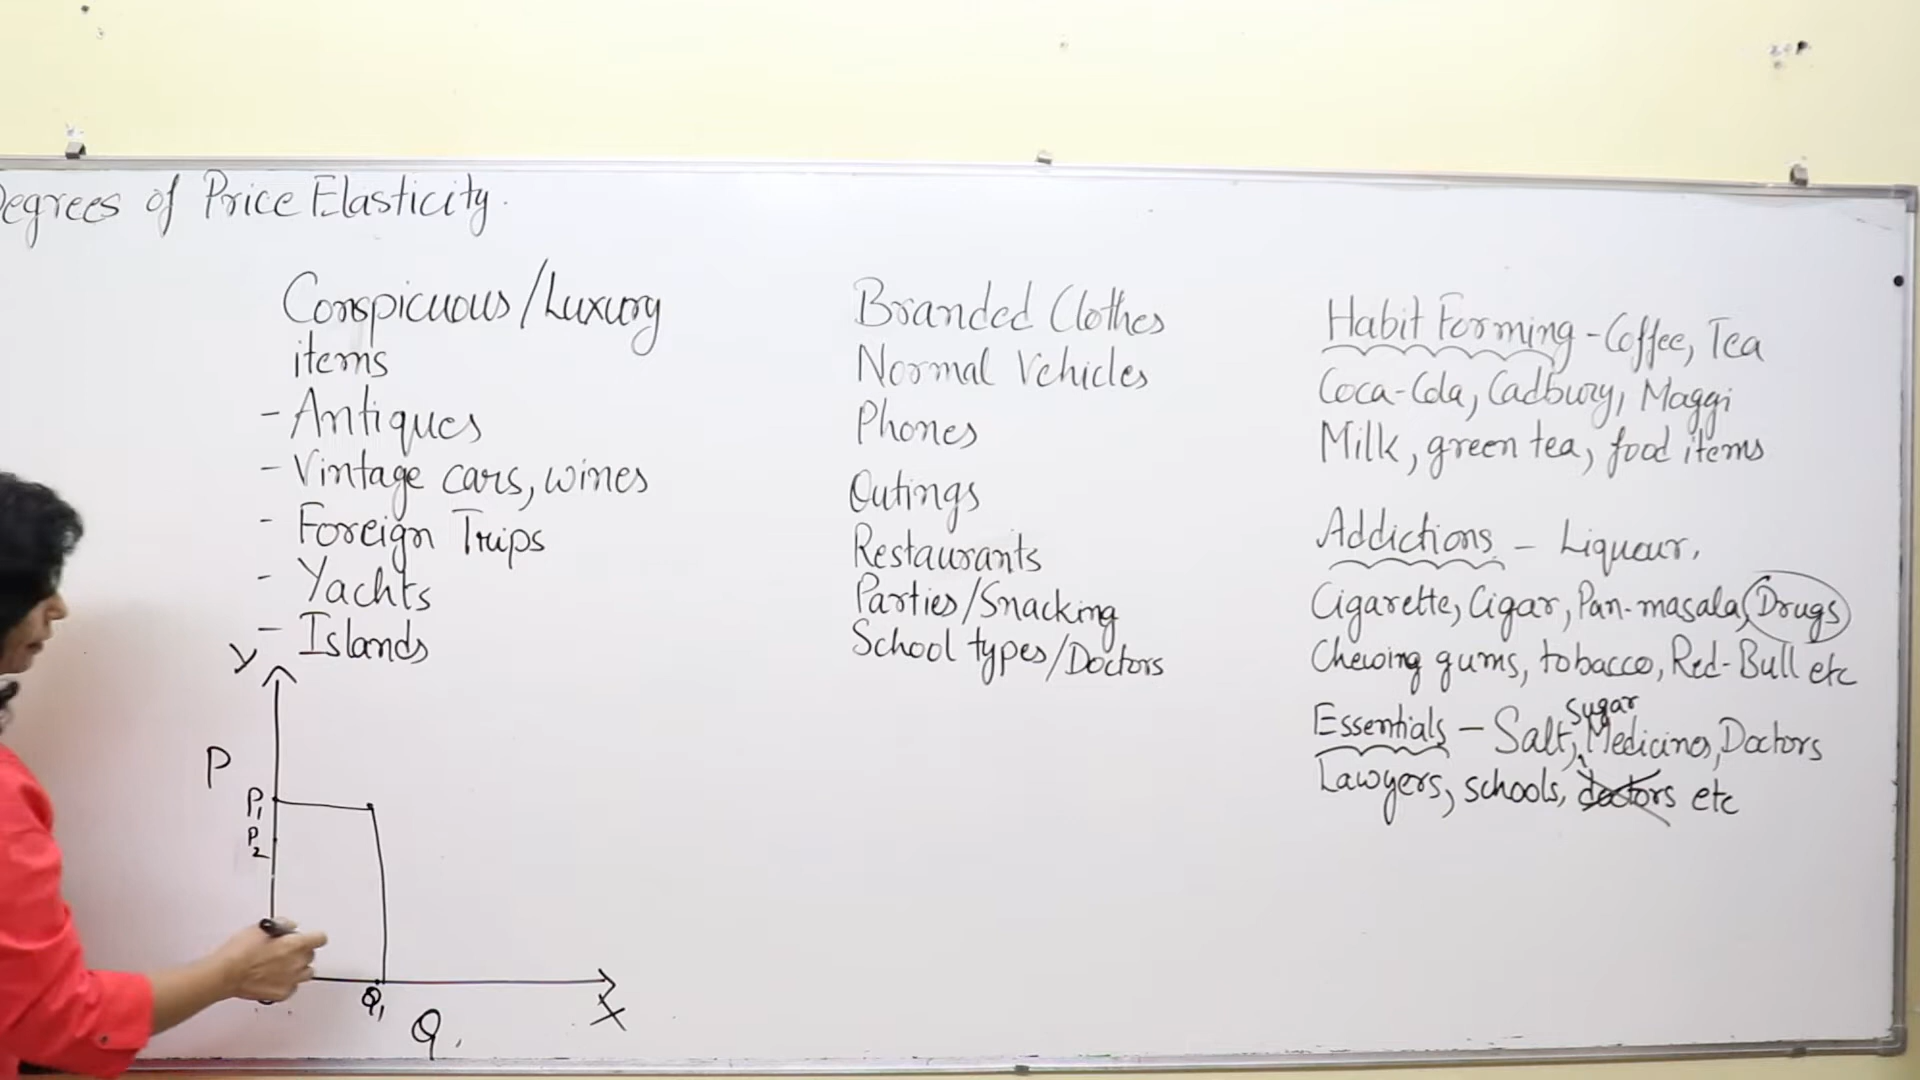 Degrees of Price Elasticity.
Conspicuous/Luxury
items
- Antiques
- Vintage cars, wines
- Foreign Trips
- Yachts
- Islands
Branded Clothes
Normal Vehicles
Phones
Outings
Restaurants
Parties/Snacking
School types/Doctors
Habit Forming - Coffee, Tea
Coca-Cola, Cadbury, Maggi
Milk, green tea, food items
Addictions - Liqueur,
Cigarette, Cigar, Pan-masala, Drugs
Chewing gums, tobacco, Red-Bull etc
sugar
Essentials - Salt, Medicines, Doctors
Lawyers, schools, doctors etc
Y
P
P1
P2
Q1
Q
X